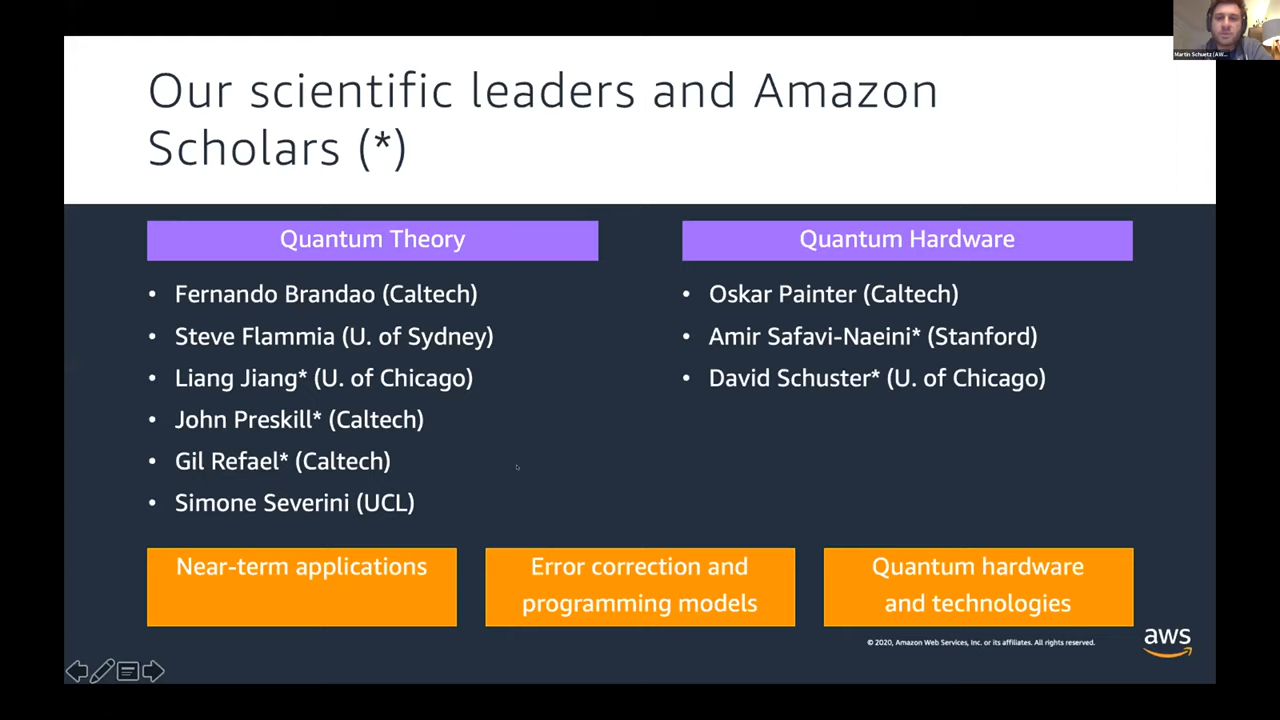 Our scientific leaders and Amazon
Scholars (*)
Martin Schuetz (AW...
Quantum Theory
• Fernando Brandao (Caltech)
• Steve Flammia (U. of Sydney)
• Liang Jiang* (U. of Chicago)
• John Preskill* (Caltech)
• Gil Refael* (Caltech)
• Simone Severini (UCL)
Quantum Hardware
• Oskar Painter (Caltech)
• Amir Safavi-Naeini* (Stanford)
• David Schuster* (U. of Chicago)
Near-term applications
Error correction and
programming models
Quantum hardware
and technologies
© 2020, Amazon Web Services, Inc. or its affiliates. All rights reserved.
aws